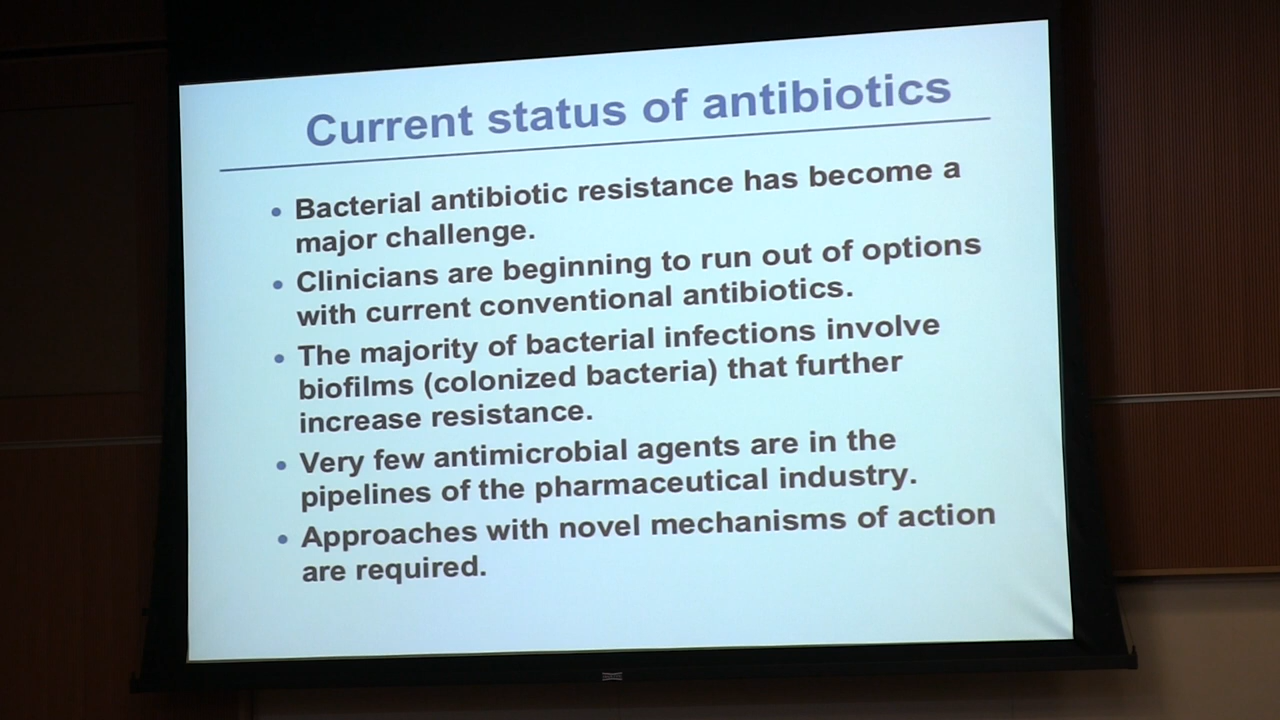 Current status of antibiotics
• Bacterial antibiotic resistance has become a
major challenge.
• Clinicians are beginning to run out of options
with current conventional antibiotics.
• The majority of bacterial infections involve
biofilms (colonized bacteria) that further
increase resistance.
• Very few antimicrobial agents are in the
pipelines of the pharmaceutical industry.
• Approaches with novel mechanisms of action
are required.